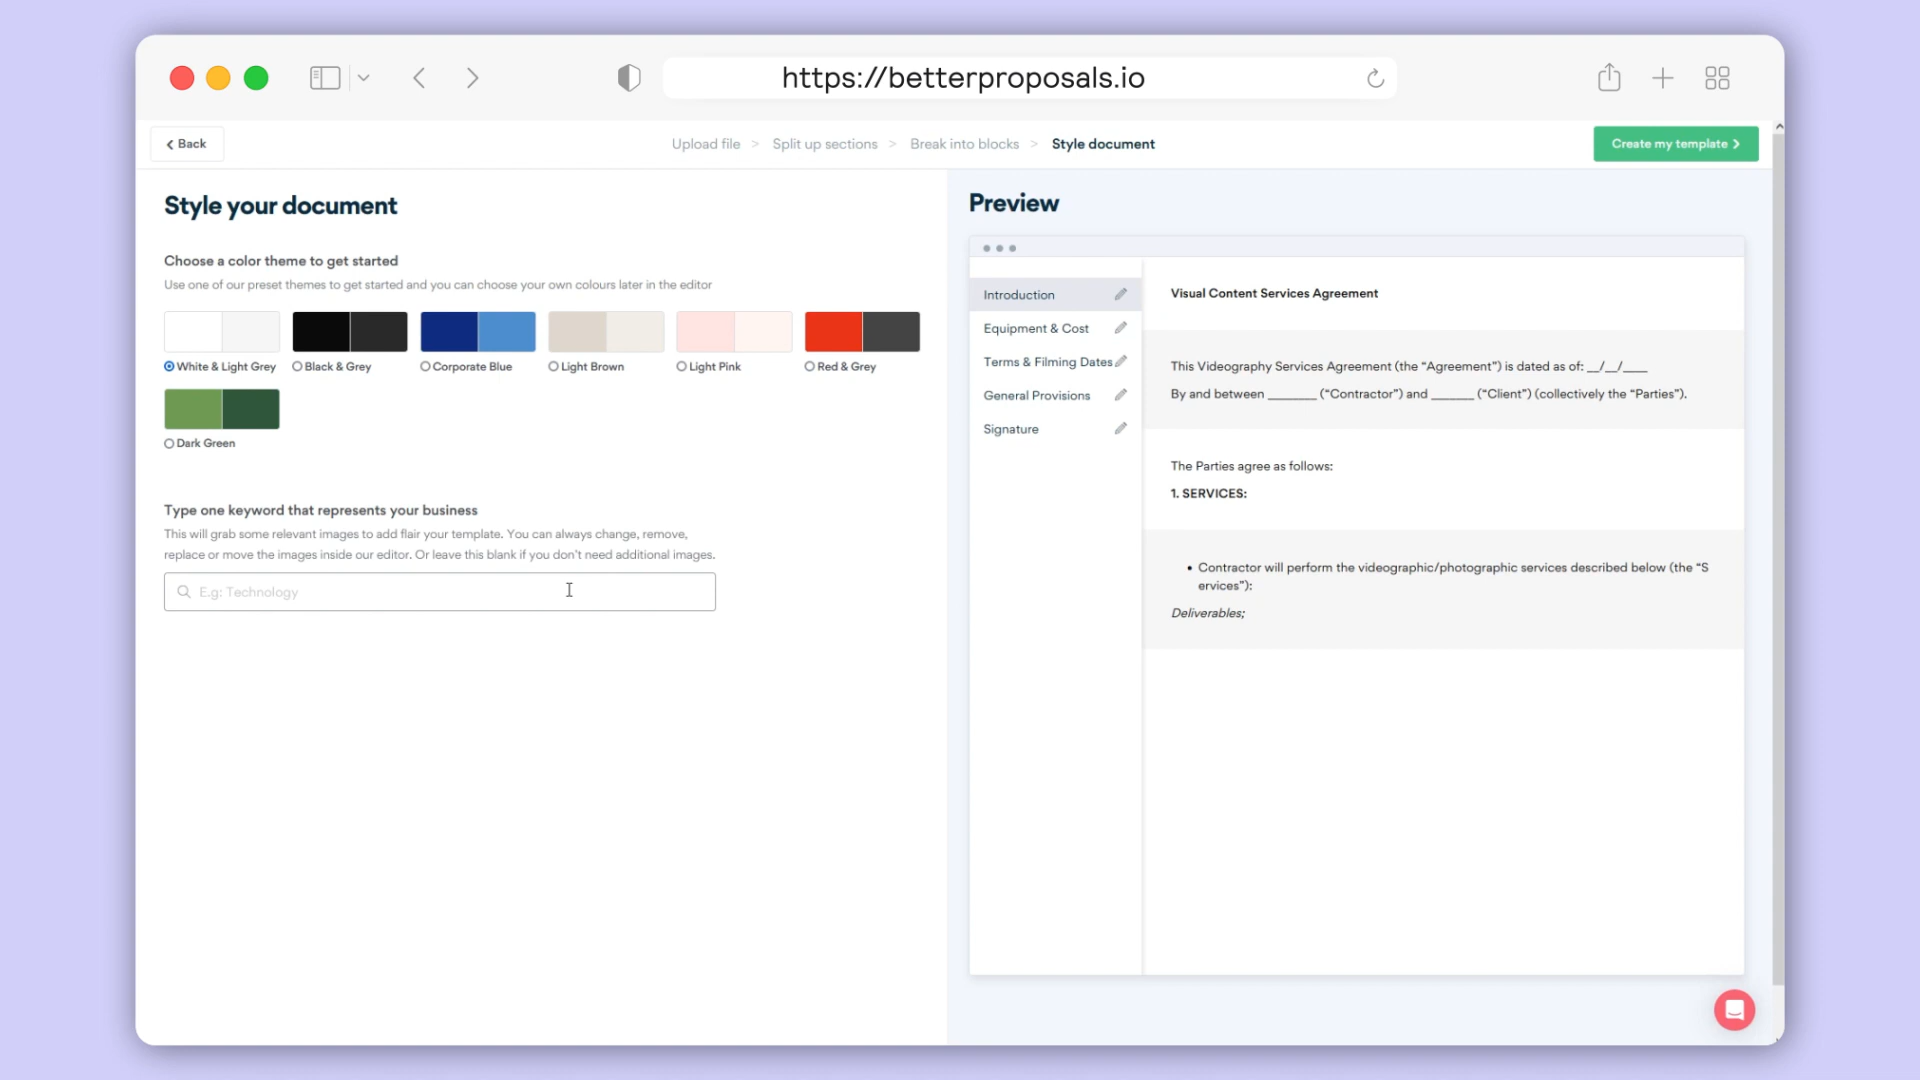 https://betterproposals.io
Back
Upload file > Split up sections > Break into blocks > Style document
Create my template
Style your document
Choose a color theme to get started
Use one of our preset themes to get started and you can choose your own colours later in the editor
White & Light Grey
Black & Grey
Corporate Blue
Light Brown
Light Pink
Red & Grey
Dark Green
Type one keyword that represents your business
This will grab some relevant images to add flair your template. You can always change, remove,
replace or move the images inside our editor. Or leave this blank if you don't need additional images.
E.g: Technology
Preview
Introduction
Equipment & Cost
Terms & Filming Dates
General Provisions
Signature
Visual Content Services Agreement
This Videography Services Agreement (the “Agreement”) is dated as of: __/__/____
By and between ________ (“Contractor”) and _______ (“Client”) (collectively the “Parties”).
The Parties agree as follows:
1. SERVICES:
• Contractor will perform the videographic/photographic services described below (the “S
ervices”):
Deliverables;